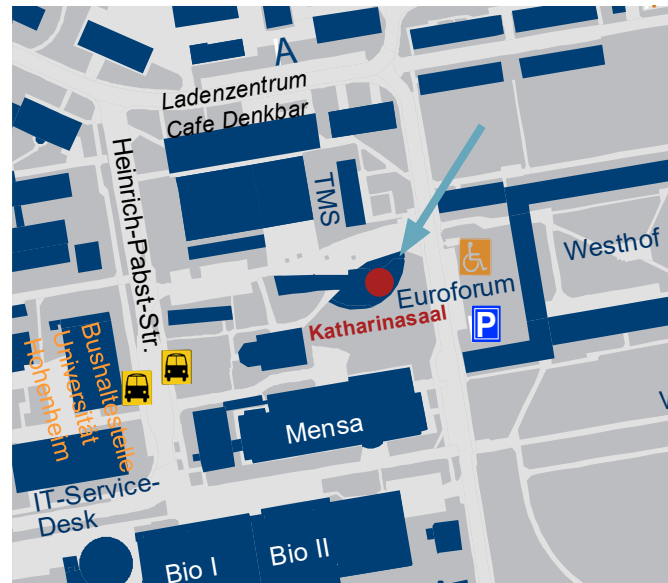 A
Ladenzentrum
Cafe Denkbar
Heinrich-Pabst-Str.
TMS
Westhof
Euroforum
Katharinasaal
P
Bushaltestelle
Universität
Hohenheim
Mensa
IT-Service-
Desk
Bio I
Bio II